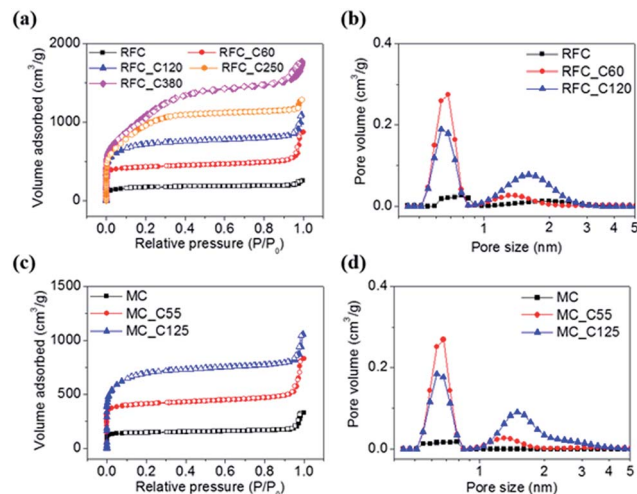 (a)
2000
1000
0
RFC
RFC_C60
RFC_C120
RFC_C250
RFC_C380
Volume adsorbed (cm³/g)
0.0 0.2 0.4 0.6 0.8 1.0
Relative pressure (P/P₀)
(b)
0.4
0.2
0.0
RFC
RFC_C60
RFC_C120
Pore volume (cm³/g)
1 2 3 4 5
Pore size (nm)
(c)
1500
1000
500
0
MC
MC_C55
MC_C125
Volume adsorbed (cm³/g)
0.0 0.2 0.4 0.6 0.8 1.0
Relative pressure (P/P₀)
(d)
0.4
0.2
0.0
MC
MC_C55
MC_C125
Pore volume (cm³/g)
1 2 3 4 5
Pore size (nm)